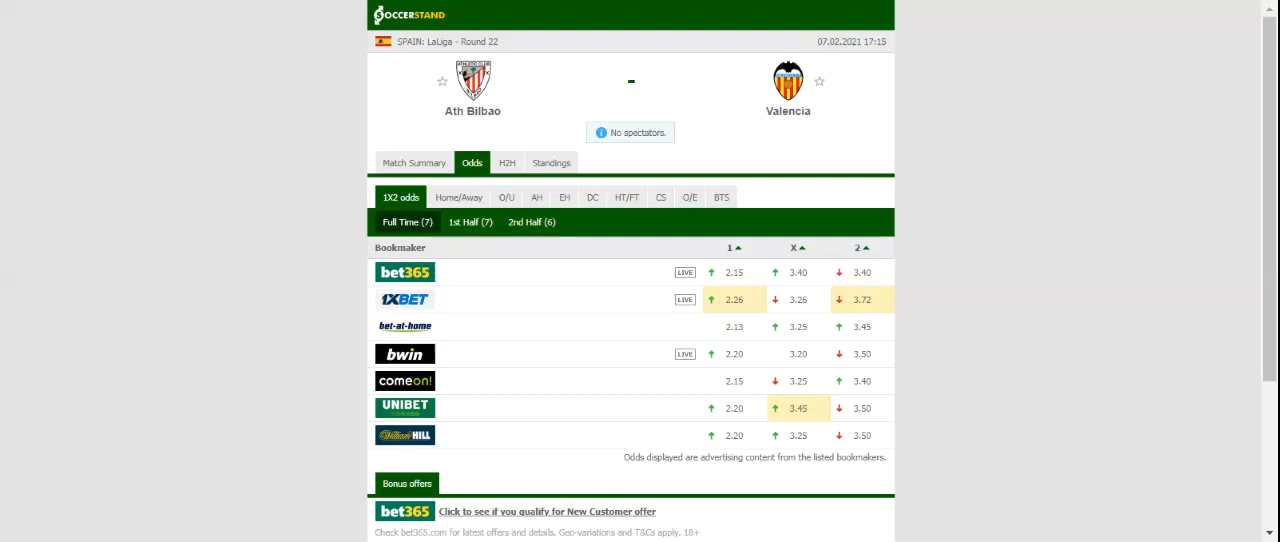 SOCCERSTAND
SPAIN: LaLiga - Round 22 07.02.2021 17:15
-
Ath Bilbao Valencia
No spectators.
Match Summary Odds H2H Standings
1X2 odds Home/Away O/U AH EH DC HT/FT CS O/E BTS
Full Time (7) 1st Half (7) 2nd Half (6)
Bookmaker 1 X 2
bet365 LIVE 2.15 3.40 3.40
1XBET LIVE 2.26 3.26 3.72
bet-at-home 2.13 3.25 3.45
bwin LIVE 2.20 3.20 3.50
comeon! 2.15 3.25 3.40
UNIBET 2.20 3.45 3.50
William HILL 2.20 3.25 3.50
Odds displayed are advertising content from the listed bookmakers.
Bonus offers
bet365 Click to see if you qualify for New Customer offer
Check bet365.com for latest offers and details. Geo-variations and T&Cs apply. 18+